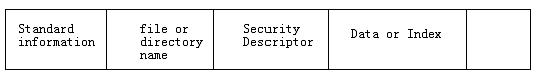 Standard
information
file or
directory
name
Security
Descriptor
Data or Index